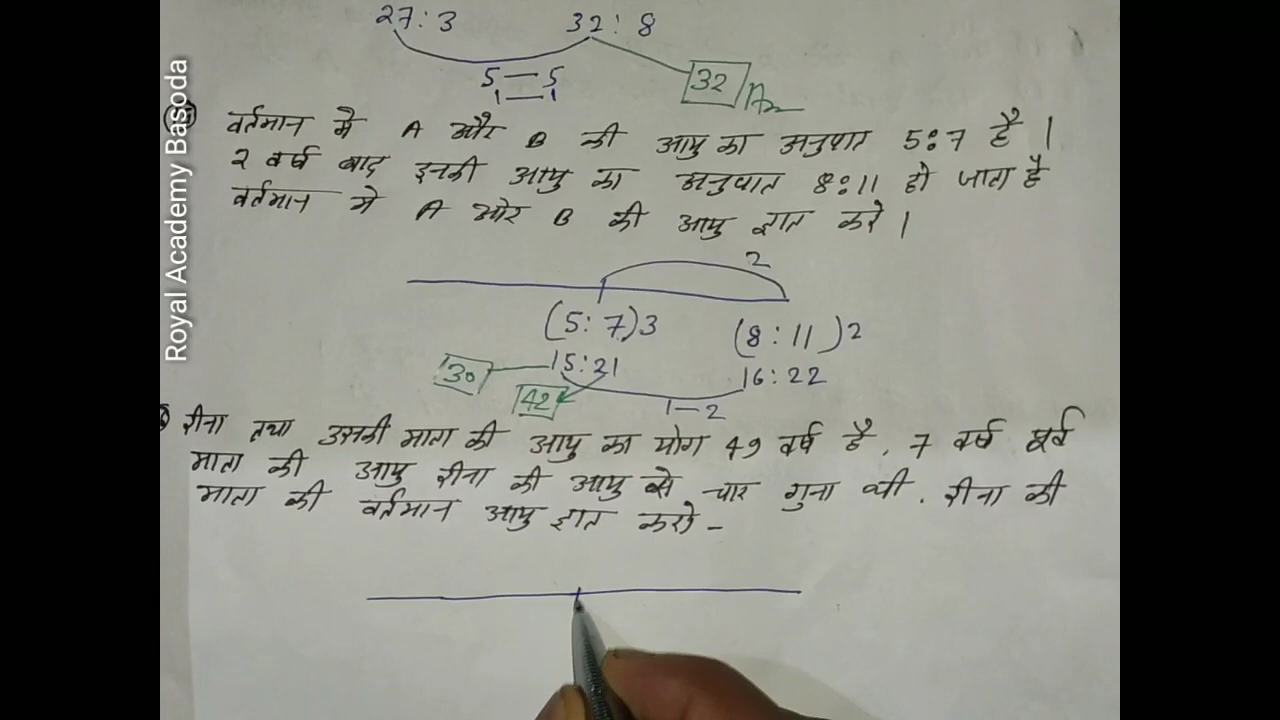 Royal Academy Basoda
27:3 32:8
5—5
1—1
32 Ans
वर्तमान मे A और B की आयु का अनुपात 5:7 है।
2 वर्ष बाद इनकी आयु का अनुपात 8:11 हो जाता है
वर्तमान मे A और B की आयु ज्ञात करे।
2
(5:7)3 (8:11)2
30 15:21 16:22
42 1—2
रीना तथा उसकी माता की आयु का योग 49 वर्ष है, 7 वर्ष पूर्व
माता की आयु रीना की आयु से चार गुना थी. रीना की
माता की वर्तमान आयु ज्ञात करो-